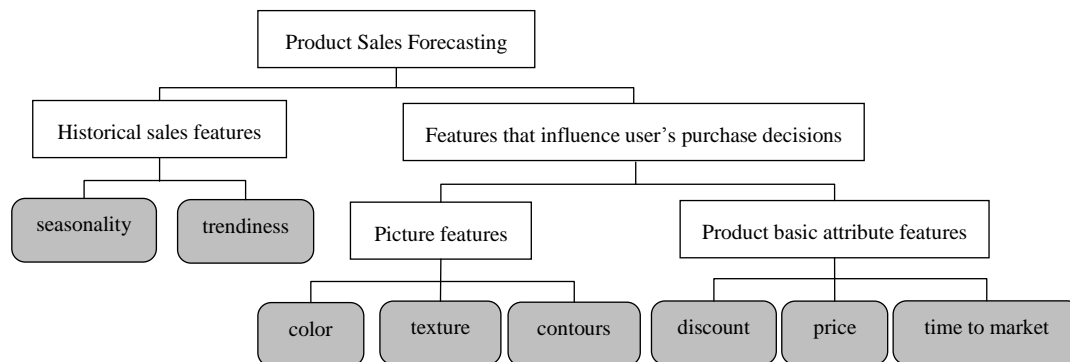 Product Sales Forecasting
Historical sales features
Features that influence user’s purchase decisions
seasonality
trendiness
Picture features
Product basic attribute features
color
texture
contours
discount
price
time to market